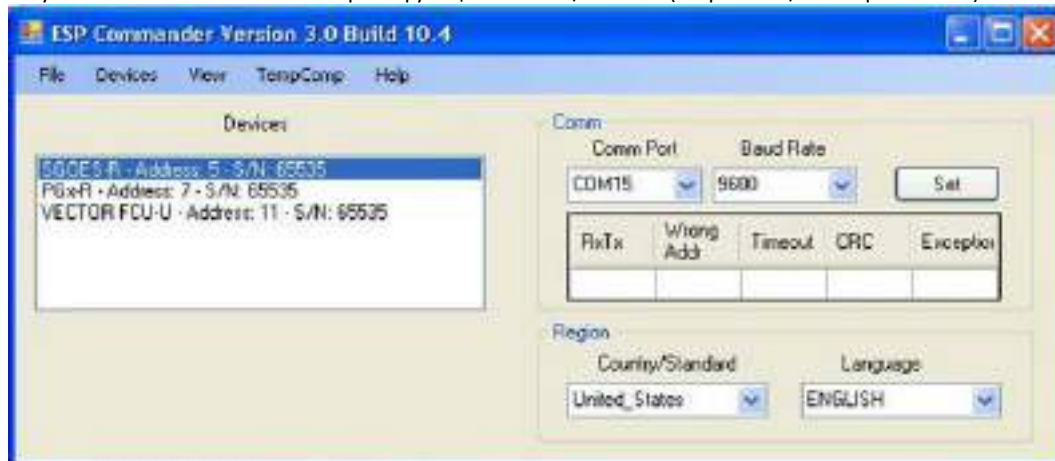 ESP Commander Version 3.0 Build 10.4
File Devices View TempComp Help
Devices
SGOES-R - Address: 5 - S/N: 65535
PGx-R - Address: 7 - S/N: 65535
VECTOR FCU-U - Address: 11 - S/N: 65535
Comm
Comm Port Baud Rate
COM15 9600 Set
RxTx Wrong Addr Timeout CRC Exception
Region
Country/Standard Language
United_States ENGLISH